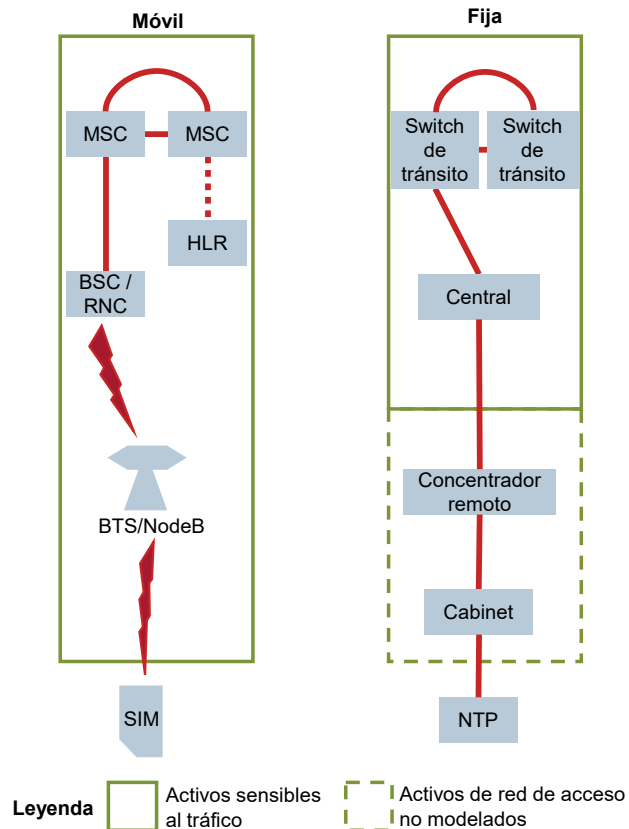 Móvil
MSC
MSC
HLR
BSC /
RNC
BTS/NodeB
SIM
Fija
Switch
de
tránsito
Switch
de
tránsito
Central
Concentrador
remoto
Cabinet
NTP
Leyenda
Activos sensibles
al tráfico
Activos de red de acceso
no modelados